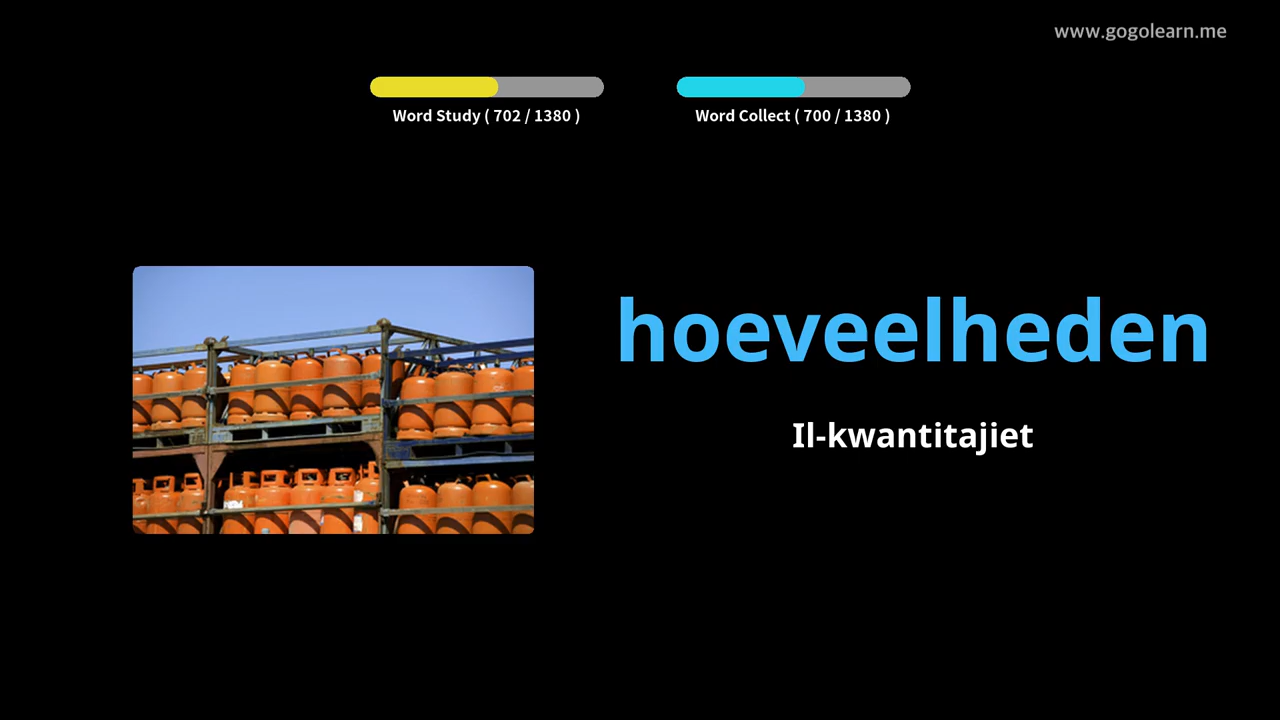 www.gogolearn.me
Word Study ( 702 / 1380 )
Word Collect ( 700 / 1380 )
hoeveelheden
Il-kwantitajiet